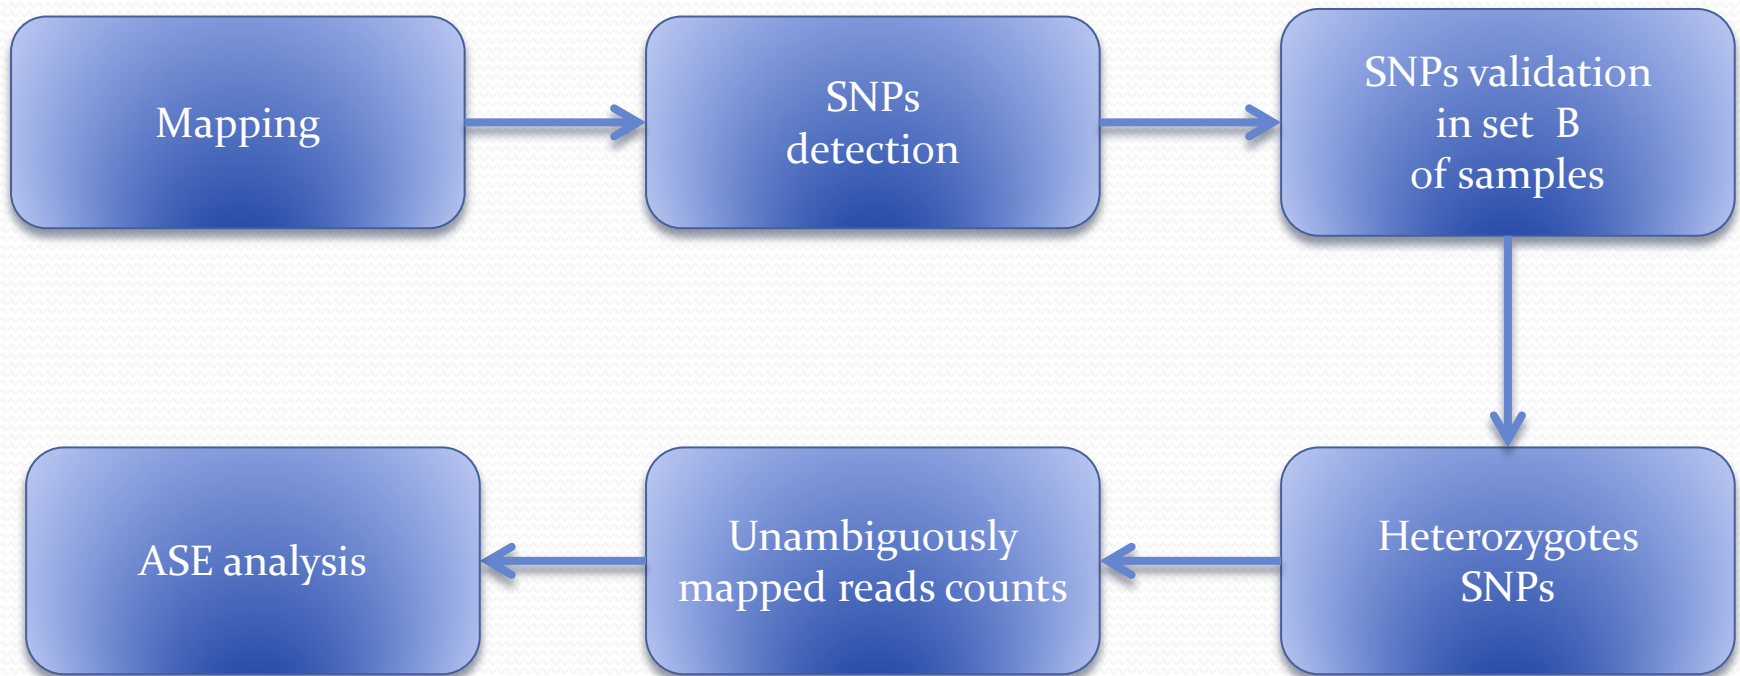 Mapping
SNPs
detection
SNPs validation
in set B
of samples
Heterozygotes
SNPs
Unambiguously
mapped reads counts
ASE analysis